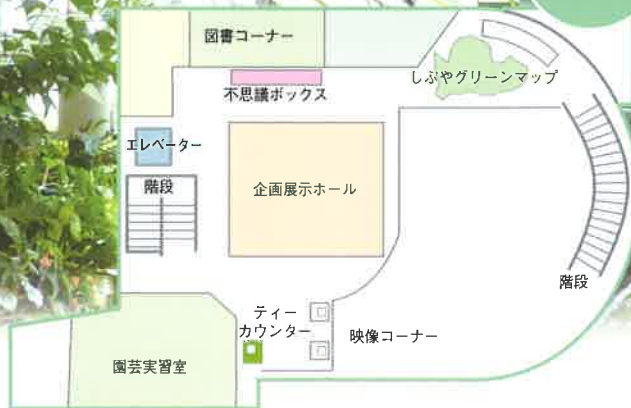 図書コーナー
しぶやグリーンマップ
不思議ボックス
エレベーター
階段
企画展示ホール
階段
ティー
カウンター
映像コーナー
園芸実習室